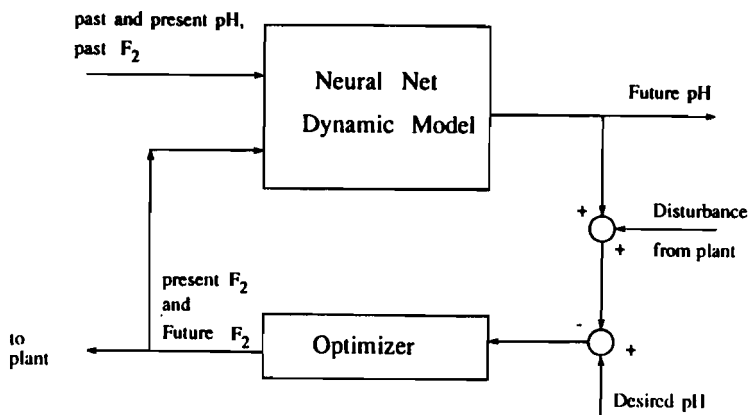 past and present pH,
past F₂
Neural Net
Dynamic Model
Future pH
+
Disturbance
+
from plant
present F₂
and
Future F₂
to
plant
Optimizer
-
+
Desired pH